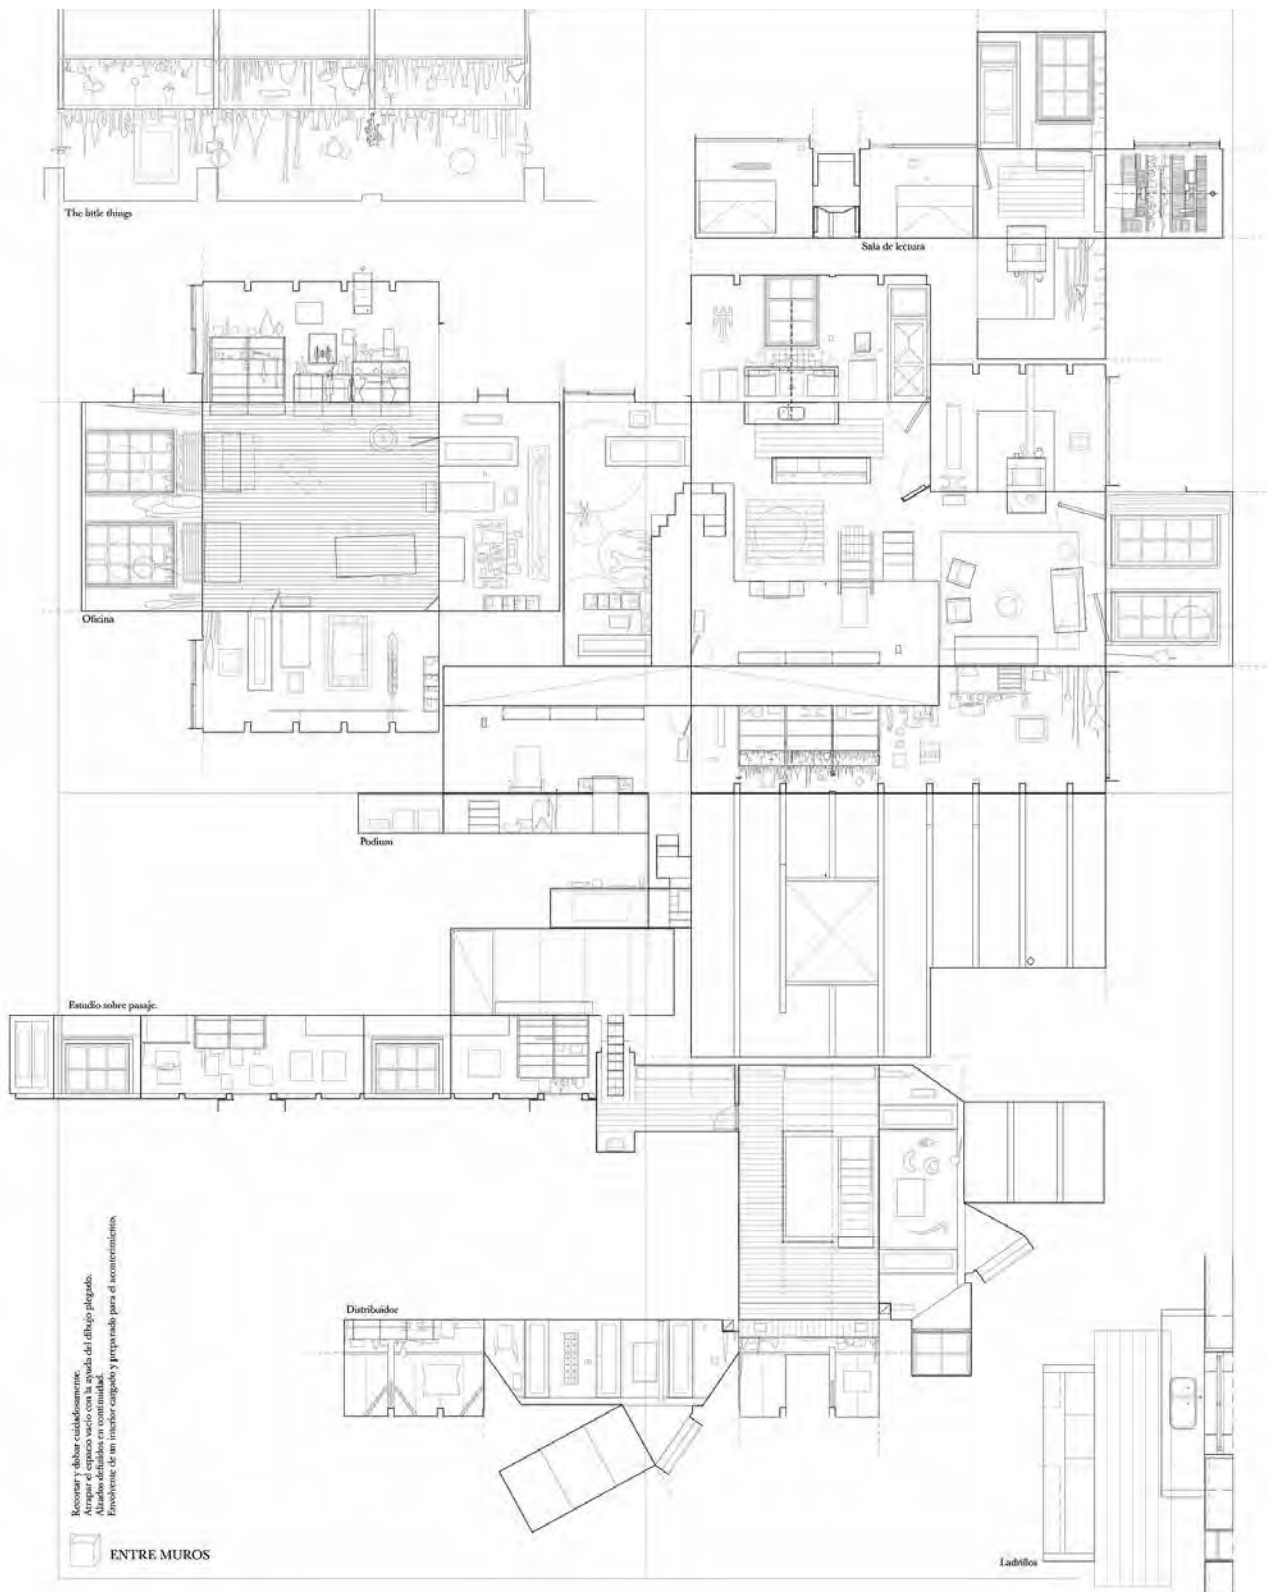 The little things
Sala de lectura
Oficina
Podium
Estudio sobre pasaje.
Distribuidor
Recortar y doblar cuidadosamente.
Atrapar el espacio vacío con la ayuda del dibujo plegado.
Alzados definidos en continuidad.
Envolvente de un interior cargado y preparado para el acontecimiento.
ENTRE MUROS
Ladrillos